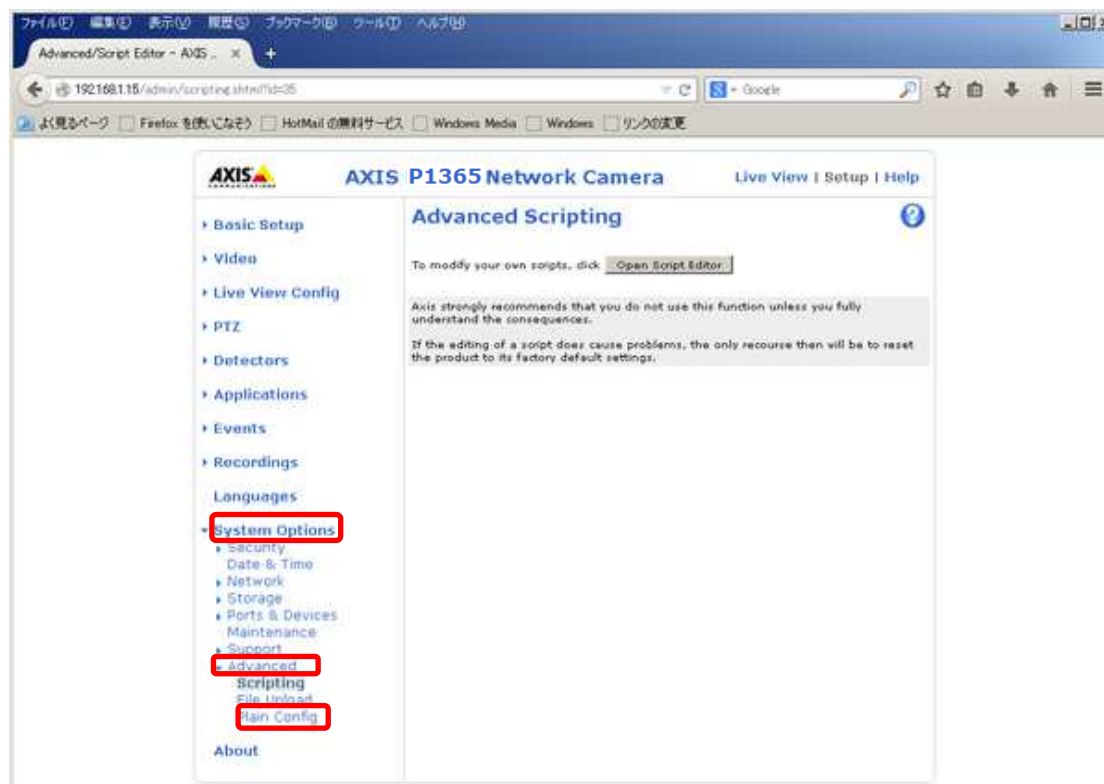 ファイル(F) 編集(E) 表示(V) 履歴(S) ブックマーク(B) ツール(T) ヘルプ(H)
Advanced/Script Editor - AXIS ... × +
192.168.1.15/admin/scripting.shtml?id=35
Google
よく見るページ Firefox を使いこなそう HotMail の無料サービス Windows Media Windows リンクの変更
AXIS
COMMUNICATIONS
AXIS P1365 Network Camera
Live View | Setup | Help
Basic Setup
Video
Live View Config
PTZ
Detectors
Applications
Events
Recordings
Languages
System Options
Security
Date & Time
Network
Storage
Ports & Devices
Maintenance
Support
Advanced
Scripting
File Upload
Plain Config
About
Advanced Scripting
?
To modify your own scripts, click Open Script Editor
Axis strongly recommends that you do not use this function unless you fully
understand the consequences.
If the editing of a script does cause problems, the only recourse then will be to reset
the product to its factory default settings.